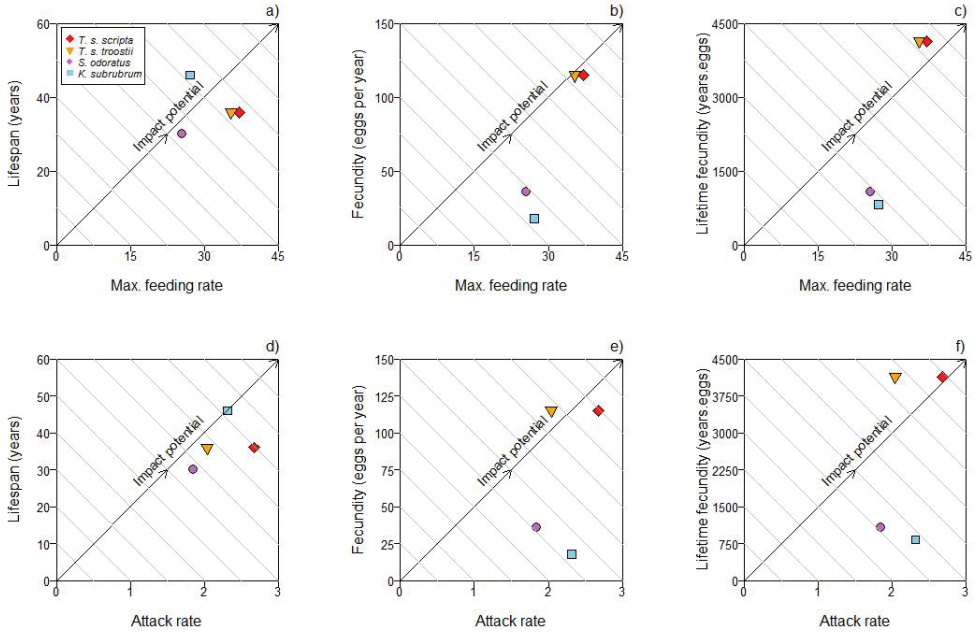 a)
60
40
20
0
Lifespan (years)
T. s. scripta
T. s. troostii
S. odoratus
K. subrubrum
Impact potential
0 15 30 45
Max. feeding rate
b)
150
100
50
0
Fecundity (eggs per year)
Impact potential
0 15 30 45
Max. feeding rate
c)
4500
3000
1500
0
Lifetime fecundity (years.eggs)
Impact potential
0 15 30 45
Max. feeding rate
d)
60
50
40
30
20
10
0
Lifespan (years)
Impact potential
0 1 2 3
Attack rate
e)
150
125
100
75
50
25
0
Fecundity (eggs per year)
Impact potential
0 1 2 3
Attack rate
f)
4500
3750
3000
2250
1500
750
0
Lifetime fecundity (years.eggs)
Impact potential
0 1 2 3
Attack rate